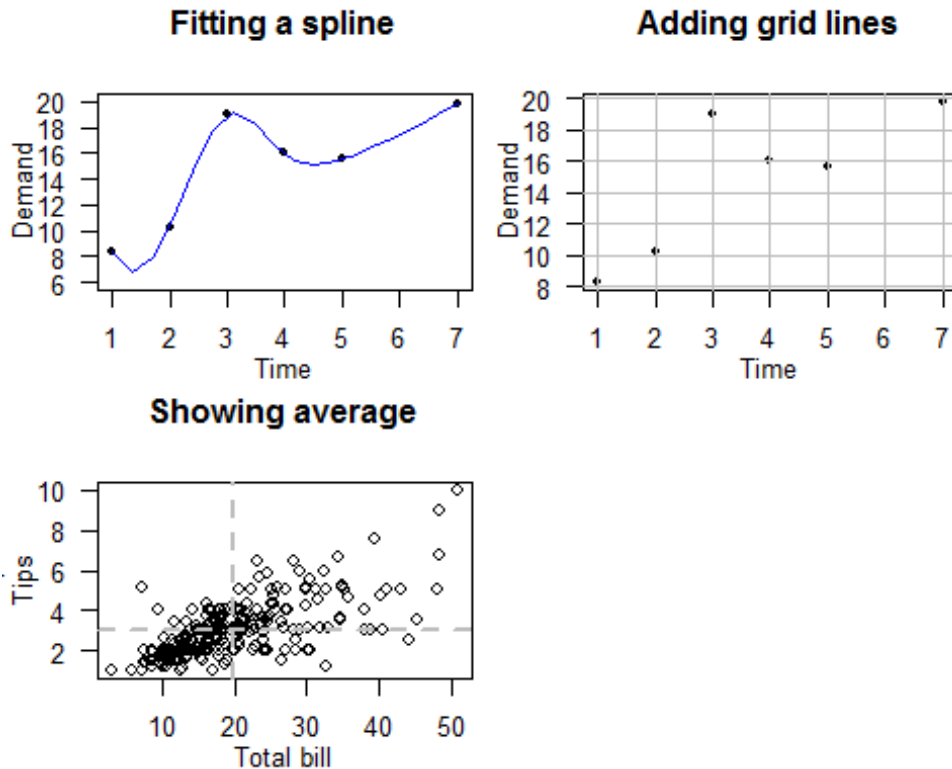 Fitting a spline
20
18
16
14
12
10
8
6
Demand
1 2 3 4 5 6 7
Time
Adding grid lines
20
18
16
14
12
10
8
Demand
1 2 3 4 5 6 7
Time
Showing average
10
8
6
4
2
Tips
10 20 30 40 50
Total bill